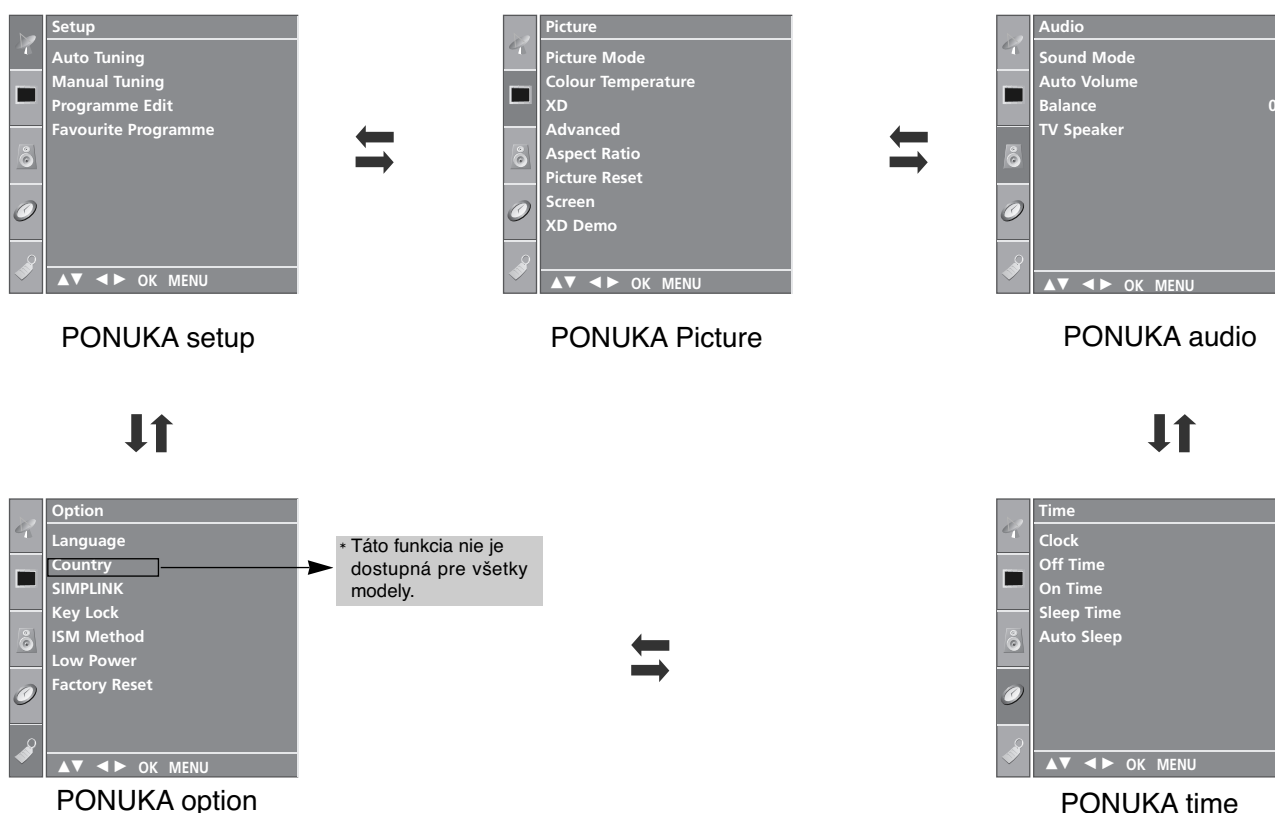 Setup
Auto Tuning
Manual Tuning
Programme Edit
Favourite Programme
▲▼ ◄► OK MENU
PONUKA setup
Picture
Picture Mode
Colour Temperature
XD
Advanced
Aspect Ratio
Picture Reset
Screen
XD Demo
▲▼ ◄► OK MENU
PONUKA Picture
Audio
Sound Mode
Auto Volume
Balance 0
TV Speaker
▲▼ ◄► OK MENU
PONUKA audio
Option
Language
Country
SIMPLINK
Key Lock
ISM Method
Low Power
Factory Reset
▲▼ ◄► OK MENU
PONUKA option
* Táto funkcia nie je
dostupná pre všetky
modely.
Time
Clock
Off Time
On Time
Sleep Time
Auto Sleep
▲▼ ◄► OK MENU
PONUKA time